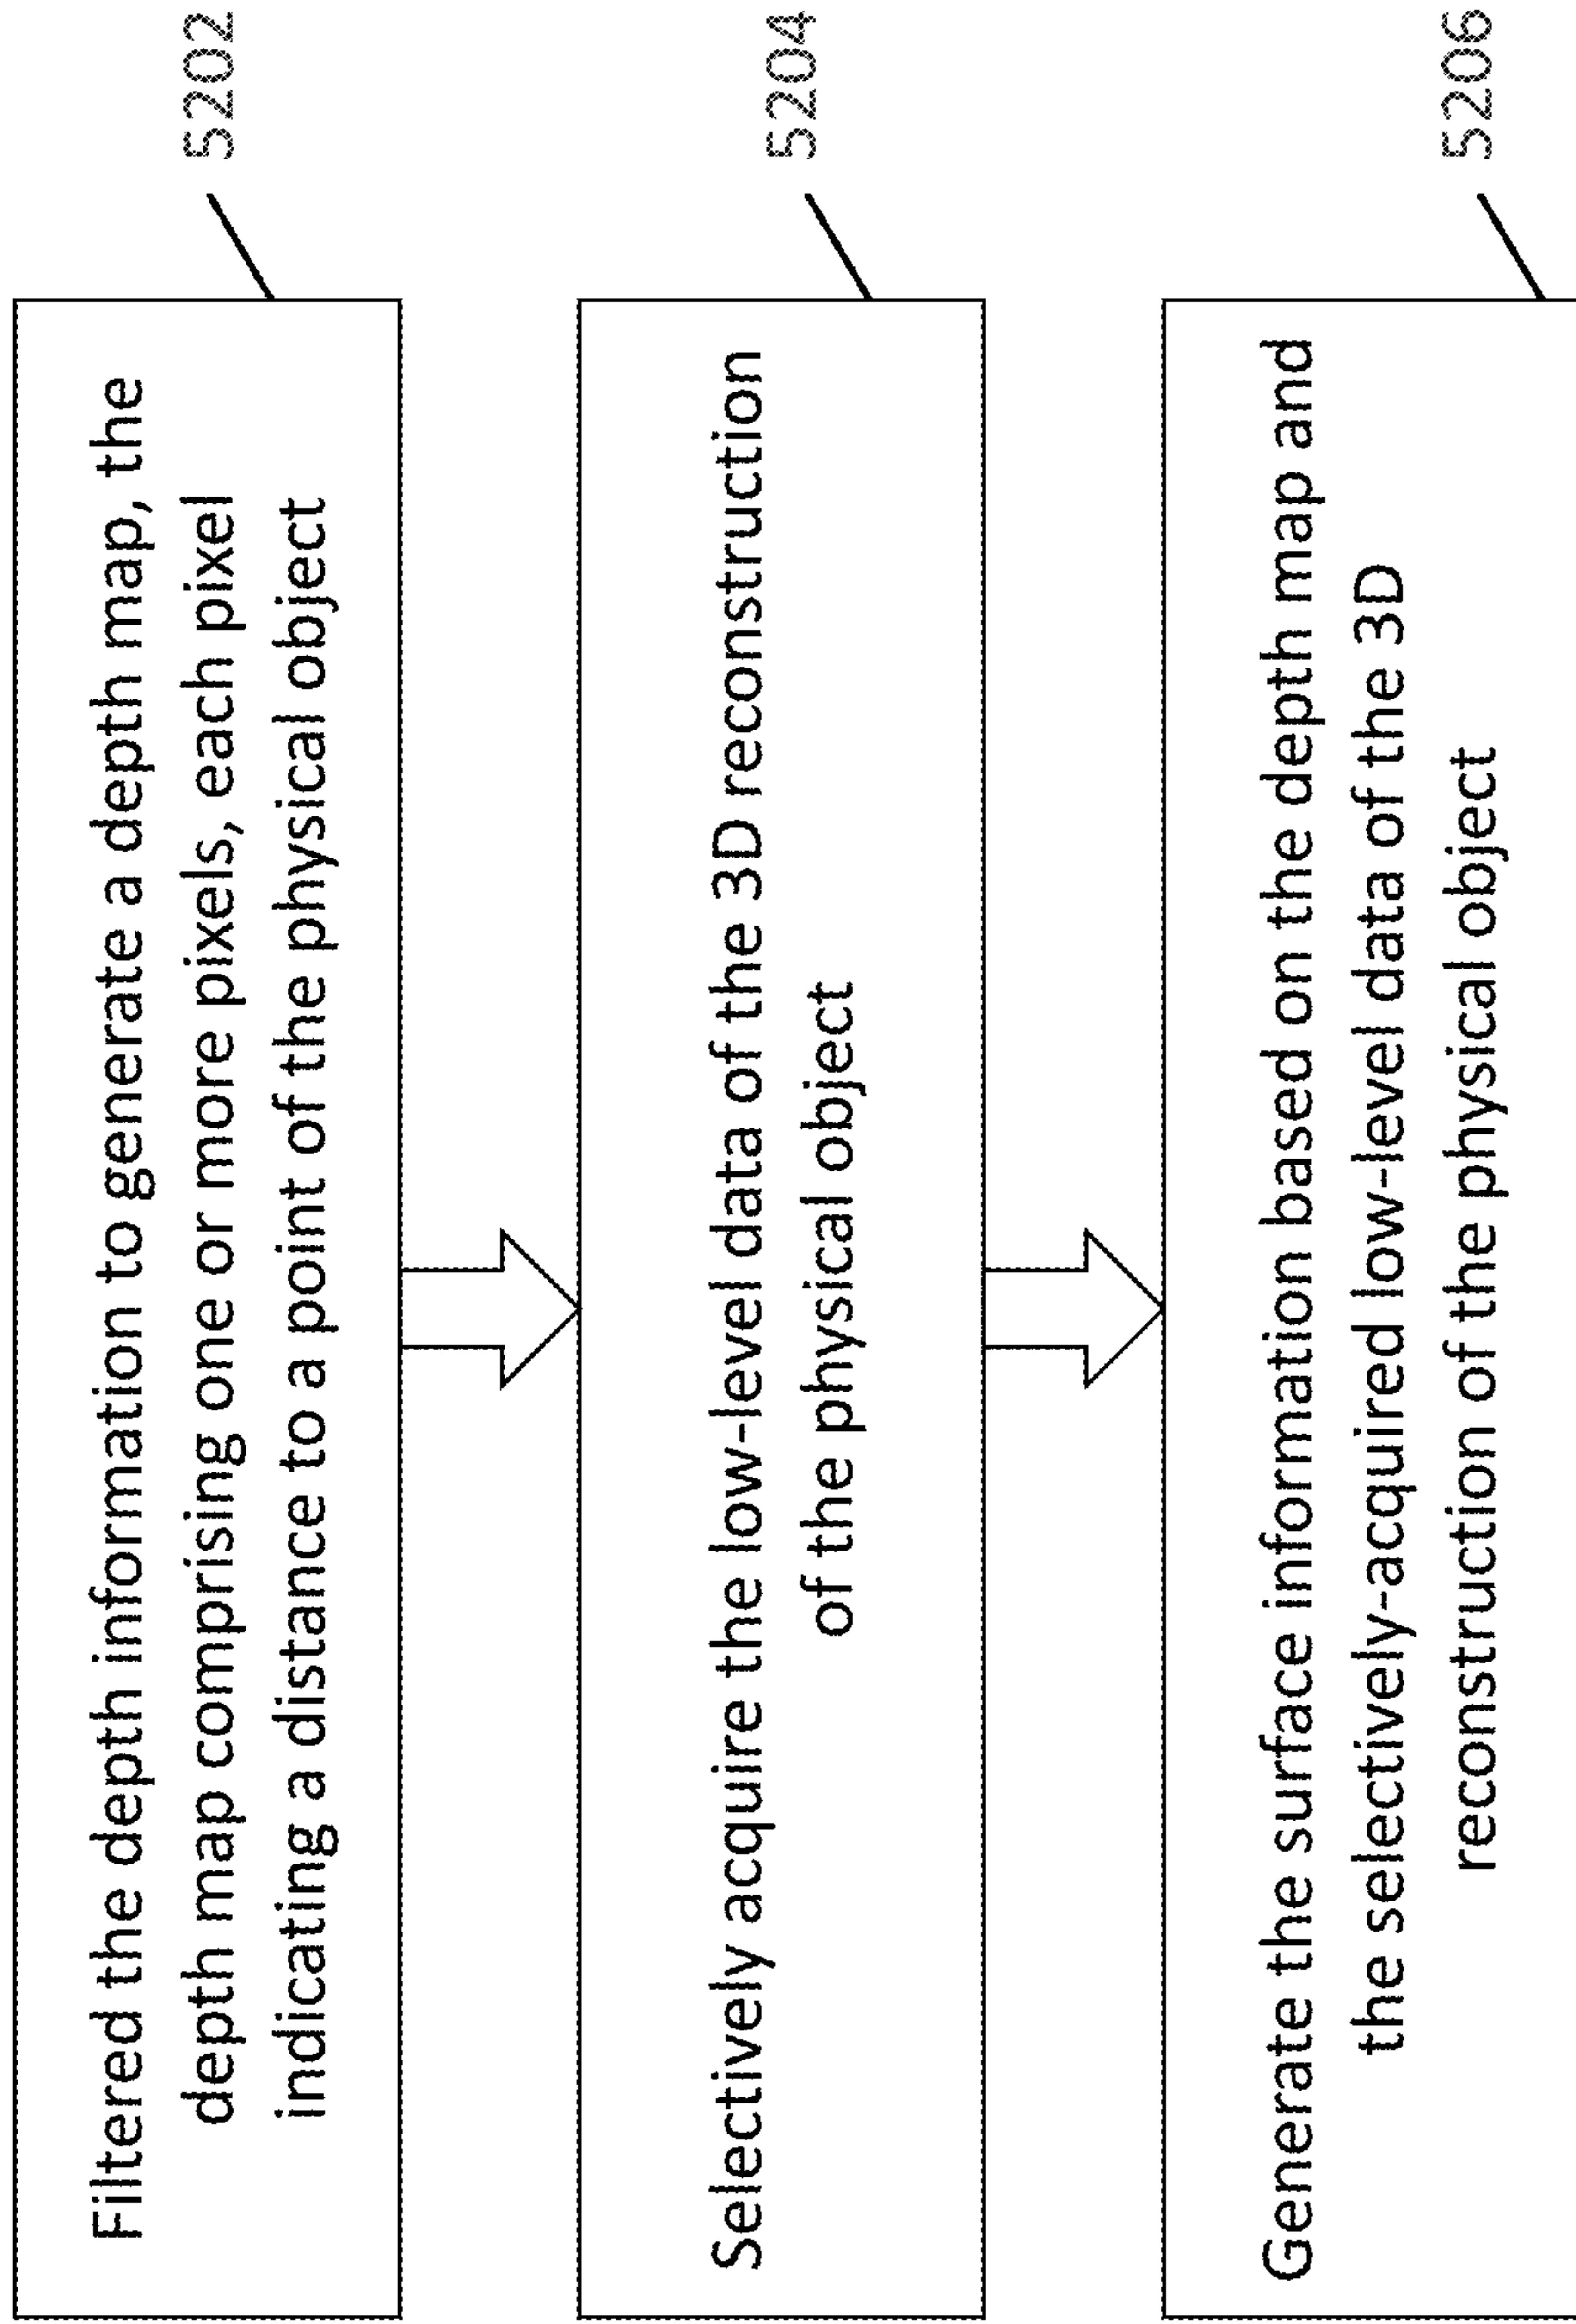 Filtered the depth information to generate a depth map, the
depth map comprising one or more pixels, each pixel
indicating a distance to a point of the physical object
5202
Selectively acquire the low-level data of the 3D reconstruction
of the physical object
5204
Generate the surface information based on the depth map and
the selectively-acquired low-level data of the 3D
reconstruction of the physical object
5206